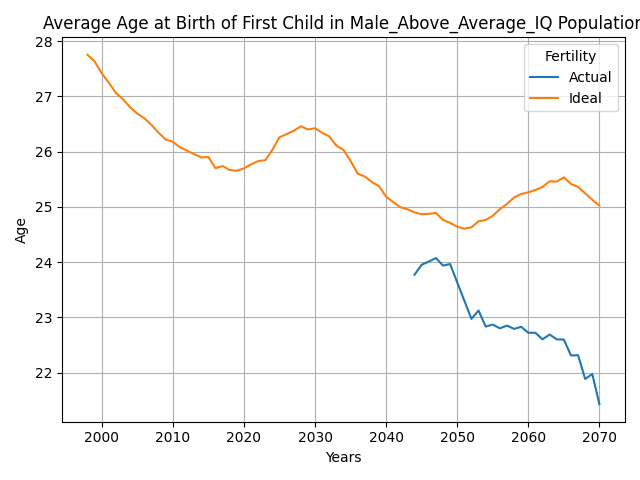 Average Age at Birth of First Child in Male_Above_Average_IQ Population
Fertility
Actual
Ideal
28
27
26
25
24
23
22
Age
2000 2010 2020 2030 2040 2050 2060 2070
Years